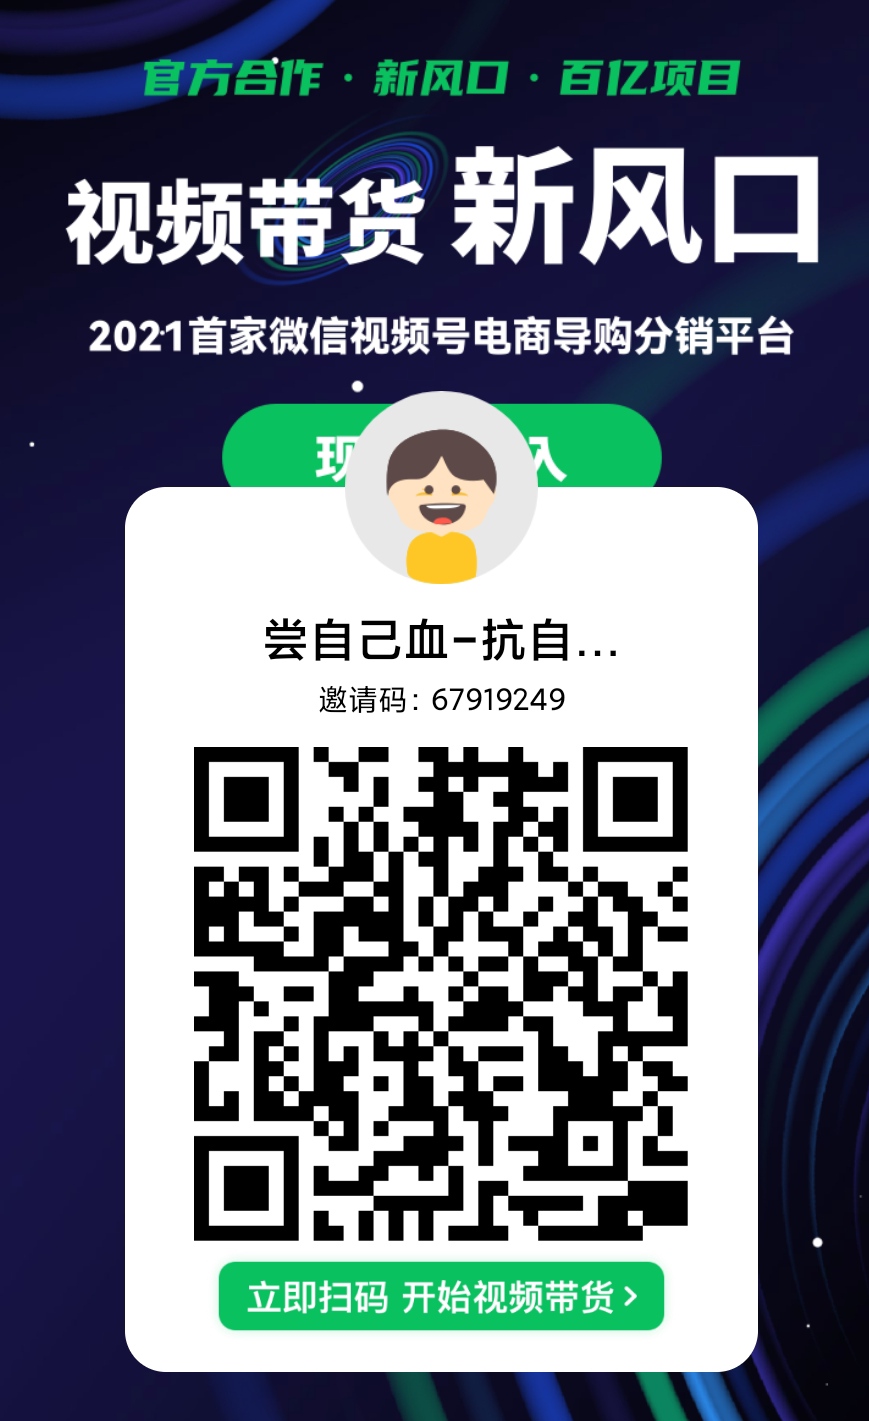 官方合作·新风口·百亿项目
视频带货 新风口
2021首家微信视频号电商导购分销平台
现 入
尝自己血-抗自...
邀请码: 67919249
立即扫码 开始视频带货>